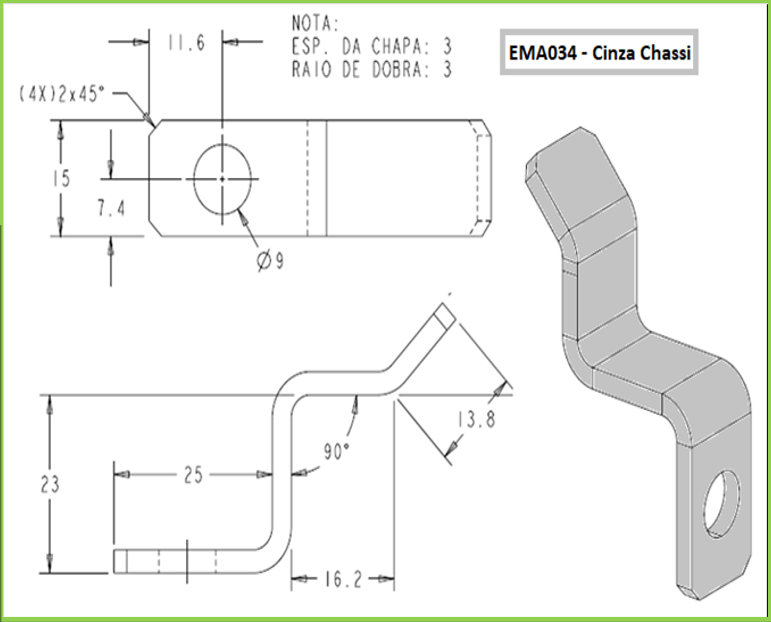 NOTA:
ESP. DA CHAPA: 3
RAIO DE DOBRA: 3
EMA034 - Cinza Chassi
11.6
(4X)2x45°
15
7.4
Ø9
13.8
90°
25
23
16.2